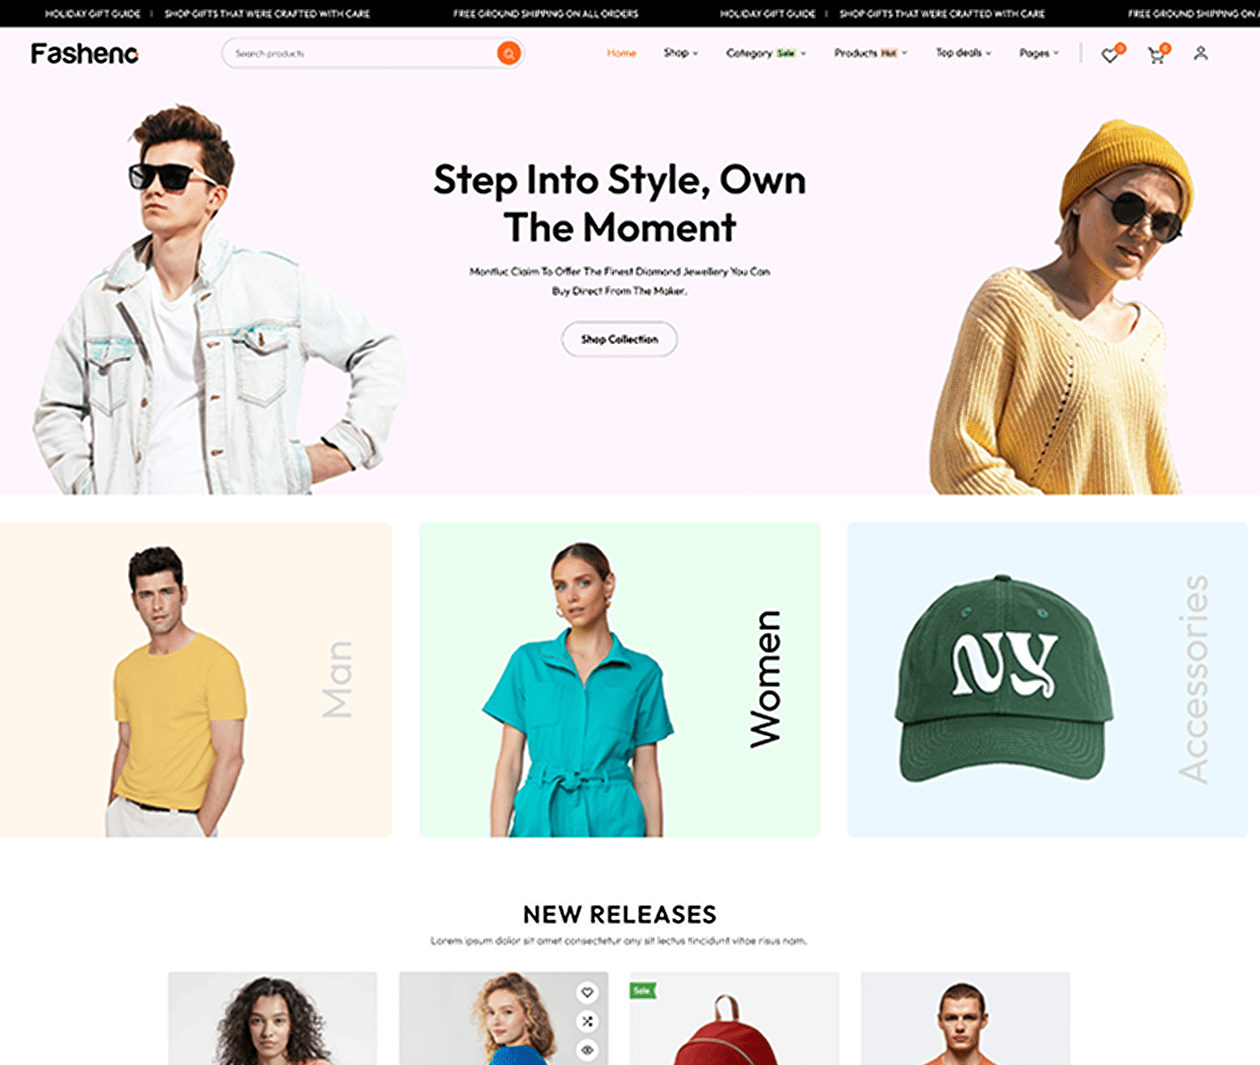 HOLIDAY GIFT GUIDE | SHOP GIFTS THAT WERE CRAFTED WITH CARE FREE GROUND SHIPPING ON ALL ORDERS HOLIDAY GIFT GUIDE | SHOP GIFTS THAT WERE CRAFTED WITH CARE FREE GROUND SHIPPING ON
Fasheno Search products Home Shop Category Sale Products Hot Top deals Pages 0 0
Step Into Style, Own
The Moment
Montluc Claim To Offer The Finest Diamond Jewellery You Can
Buy Direct From The Maker.
Shop Collection
Man
Women
NY
Accessories
NEW RELEASES
Lorem ipsum dolor sit amet consectetur any sit lectus tincidunt vitae risus nam.
Sale